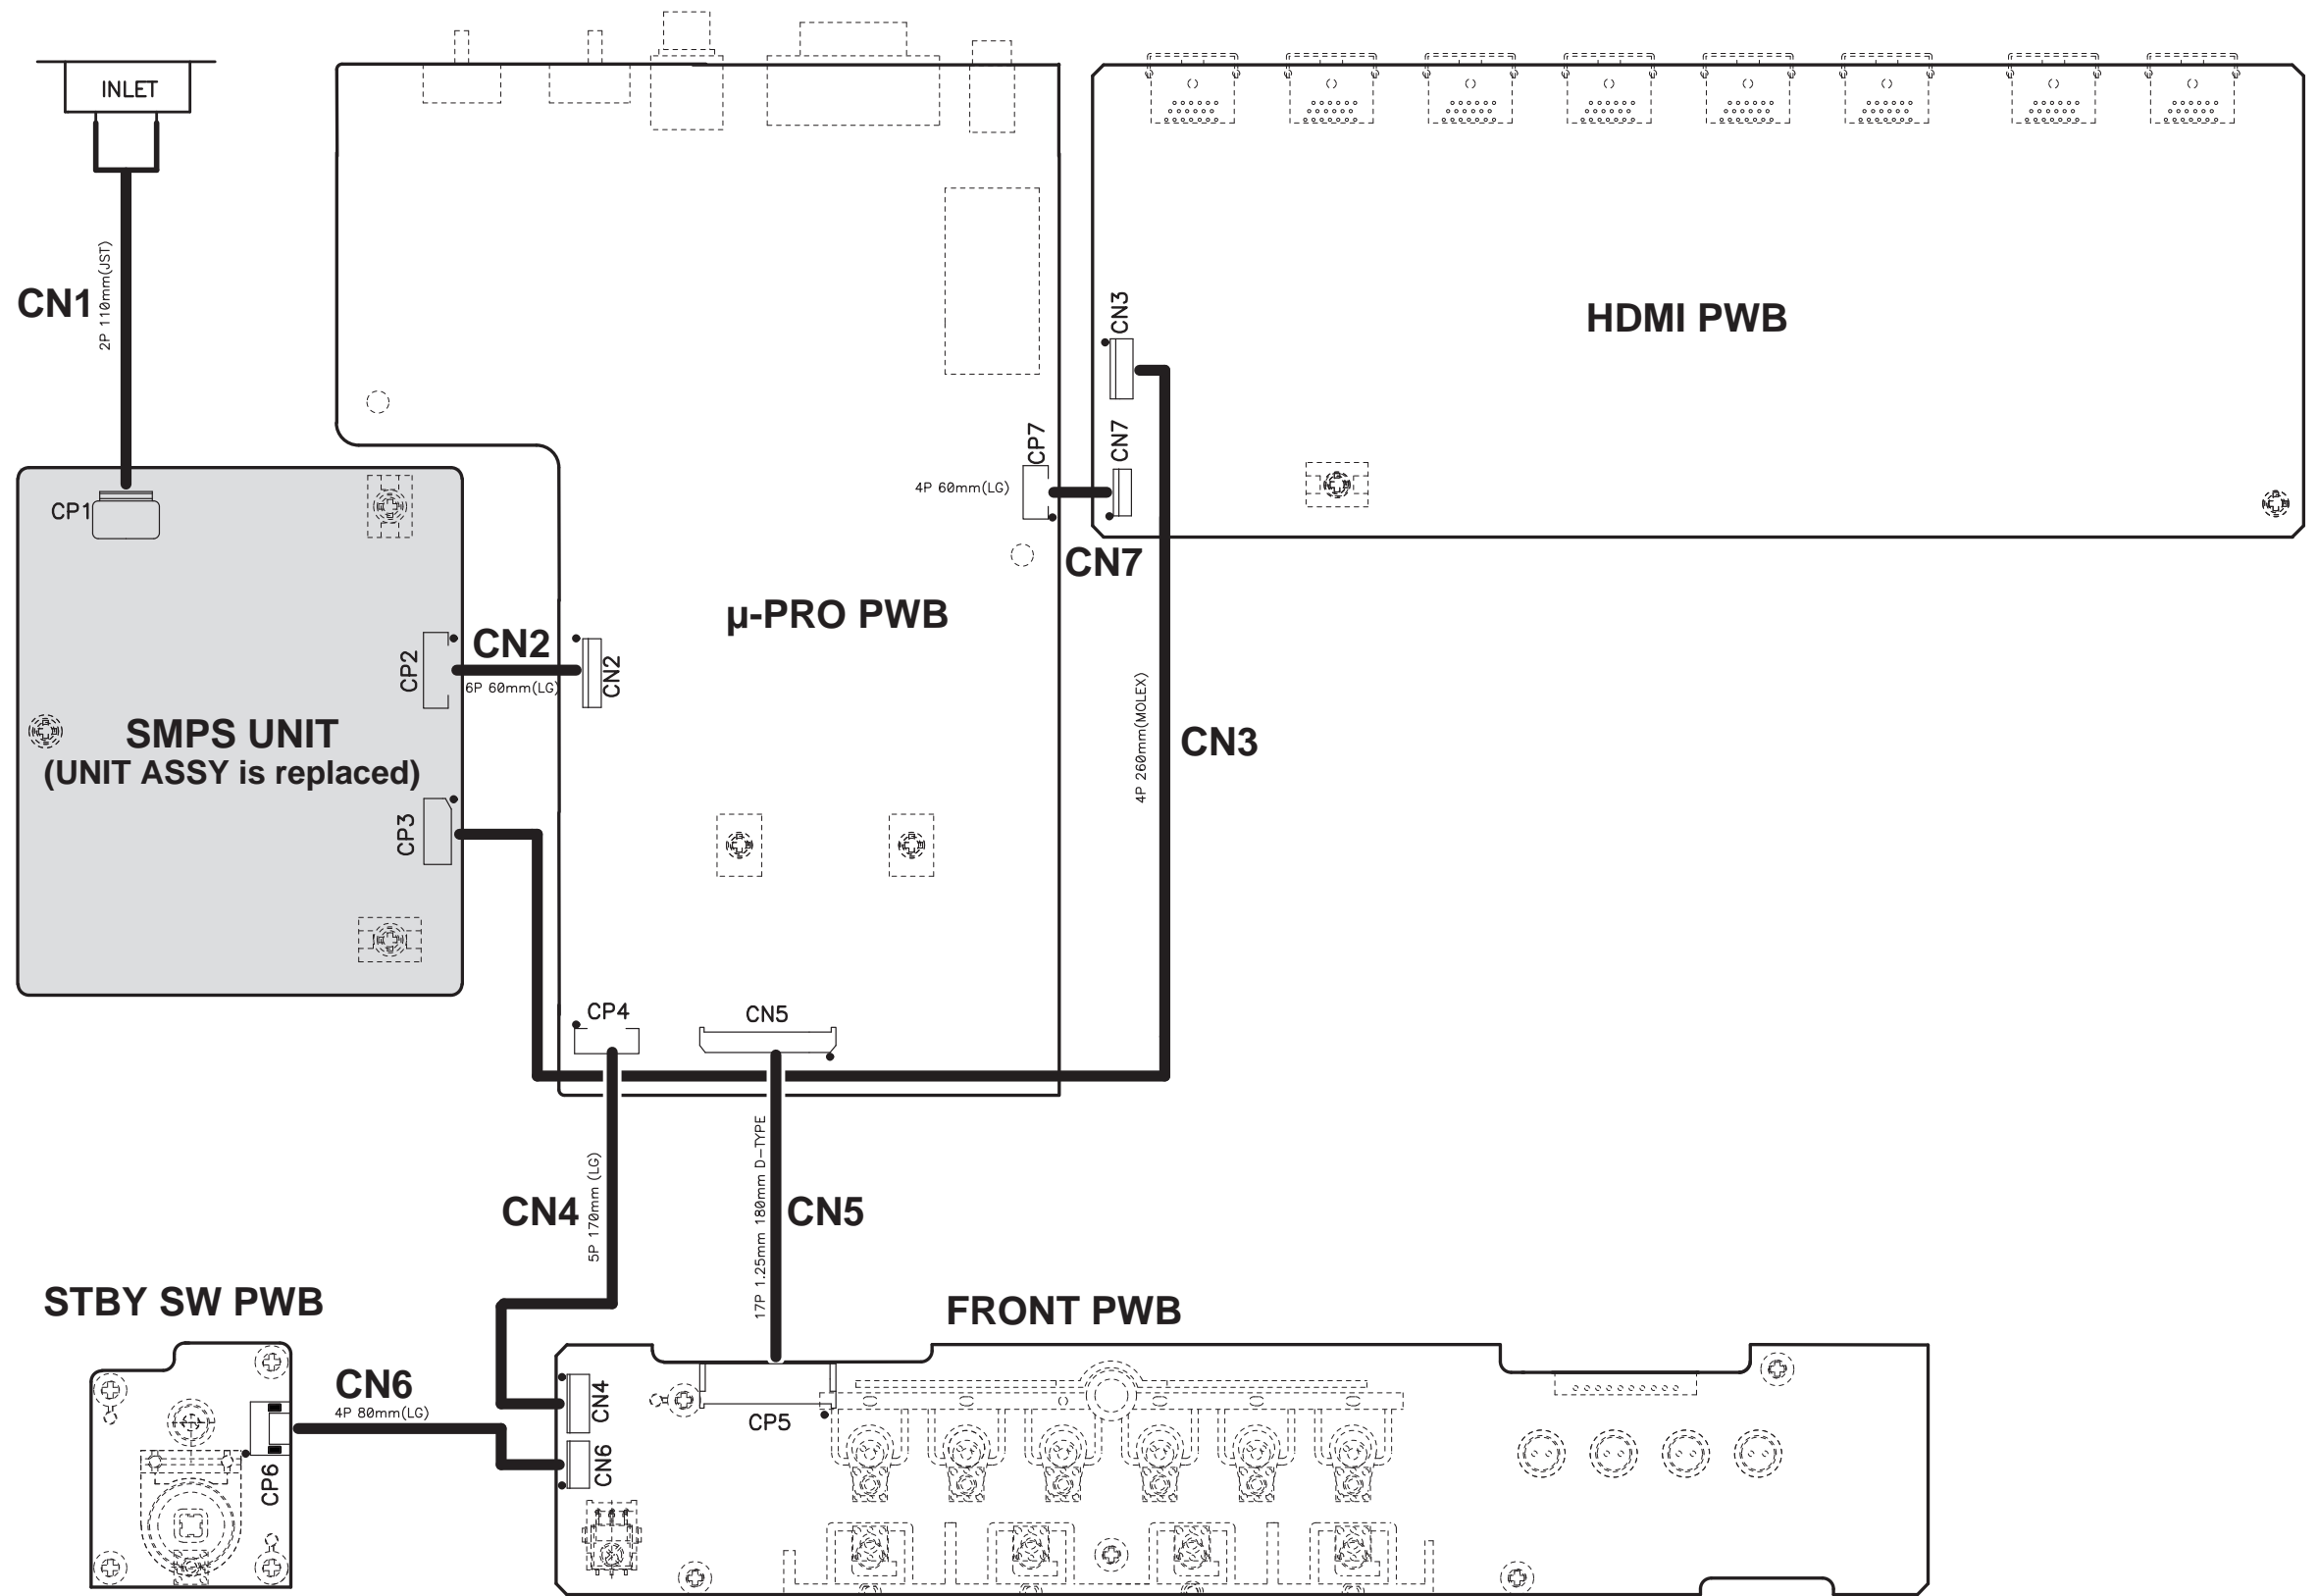 INLET
CN1
2P 110mm(JST)
CP1
CN3
HDMI PWB
CP7
CN7
4P 60mm(LG)
CN7
µ-PRO PWB
CP2
CN2
6P 60mm(LG)
CN2
SMPS UNIT
(UNIT ASSY is replaced)
CP3
4P 260mm(MOLEX)
CN3
CP4
CN5
CN4
5P 170mm (LG)
17P 1.25mm 180mm D-TYPE
CN5
STBY SW PWB
FRONT PWB
CN6
4P 80mm(LG)
CP6
CN4
CN6
CP5